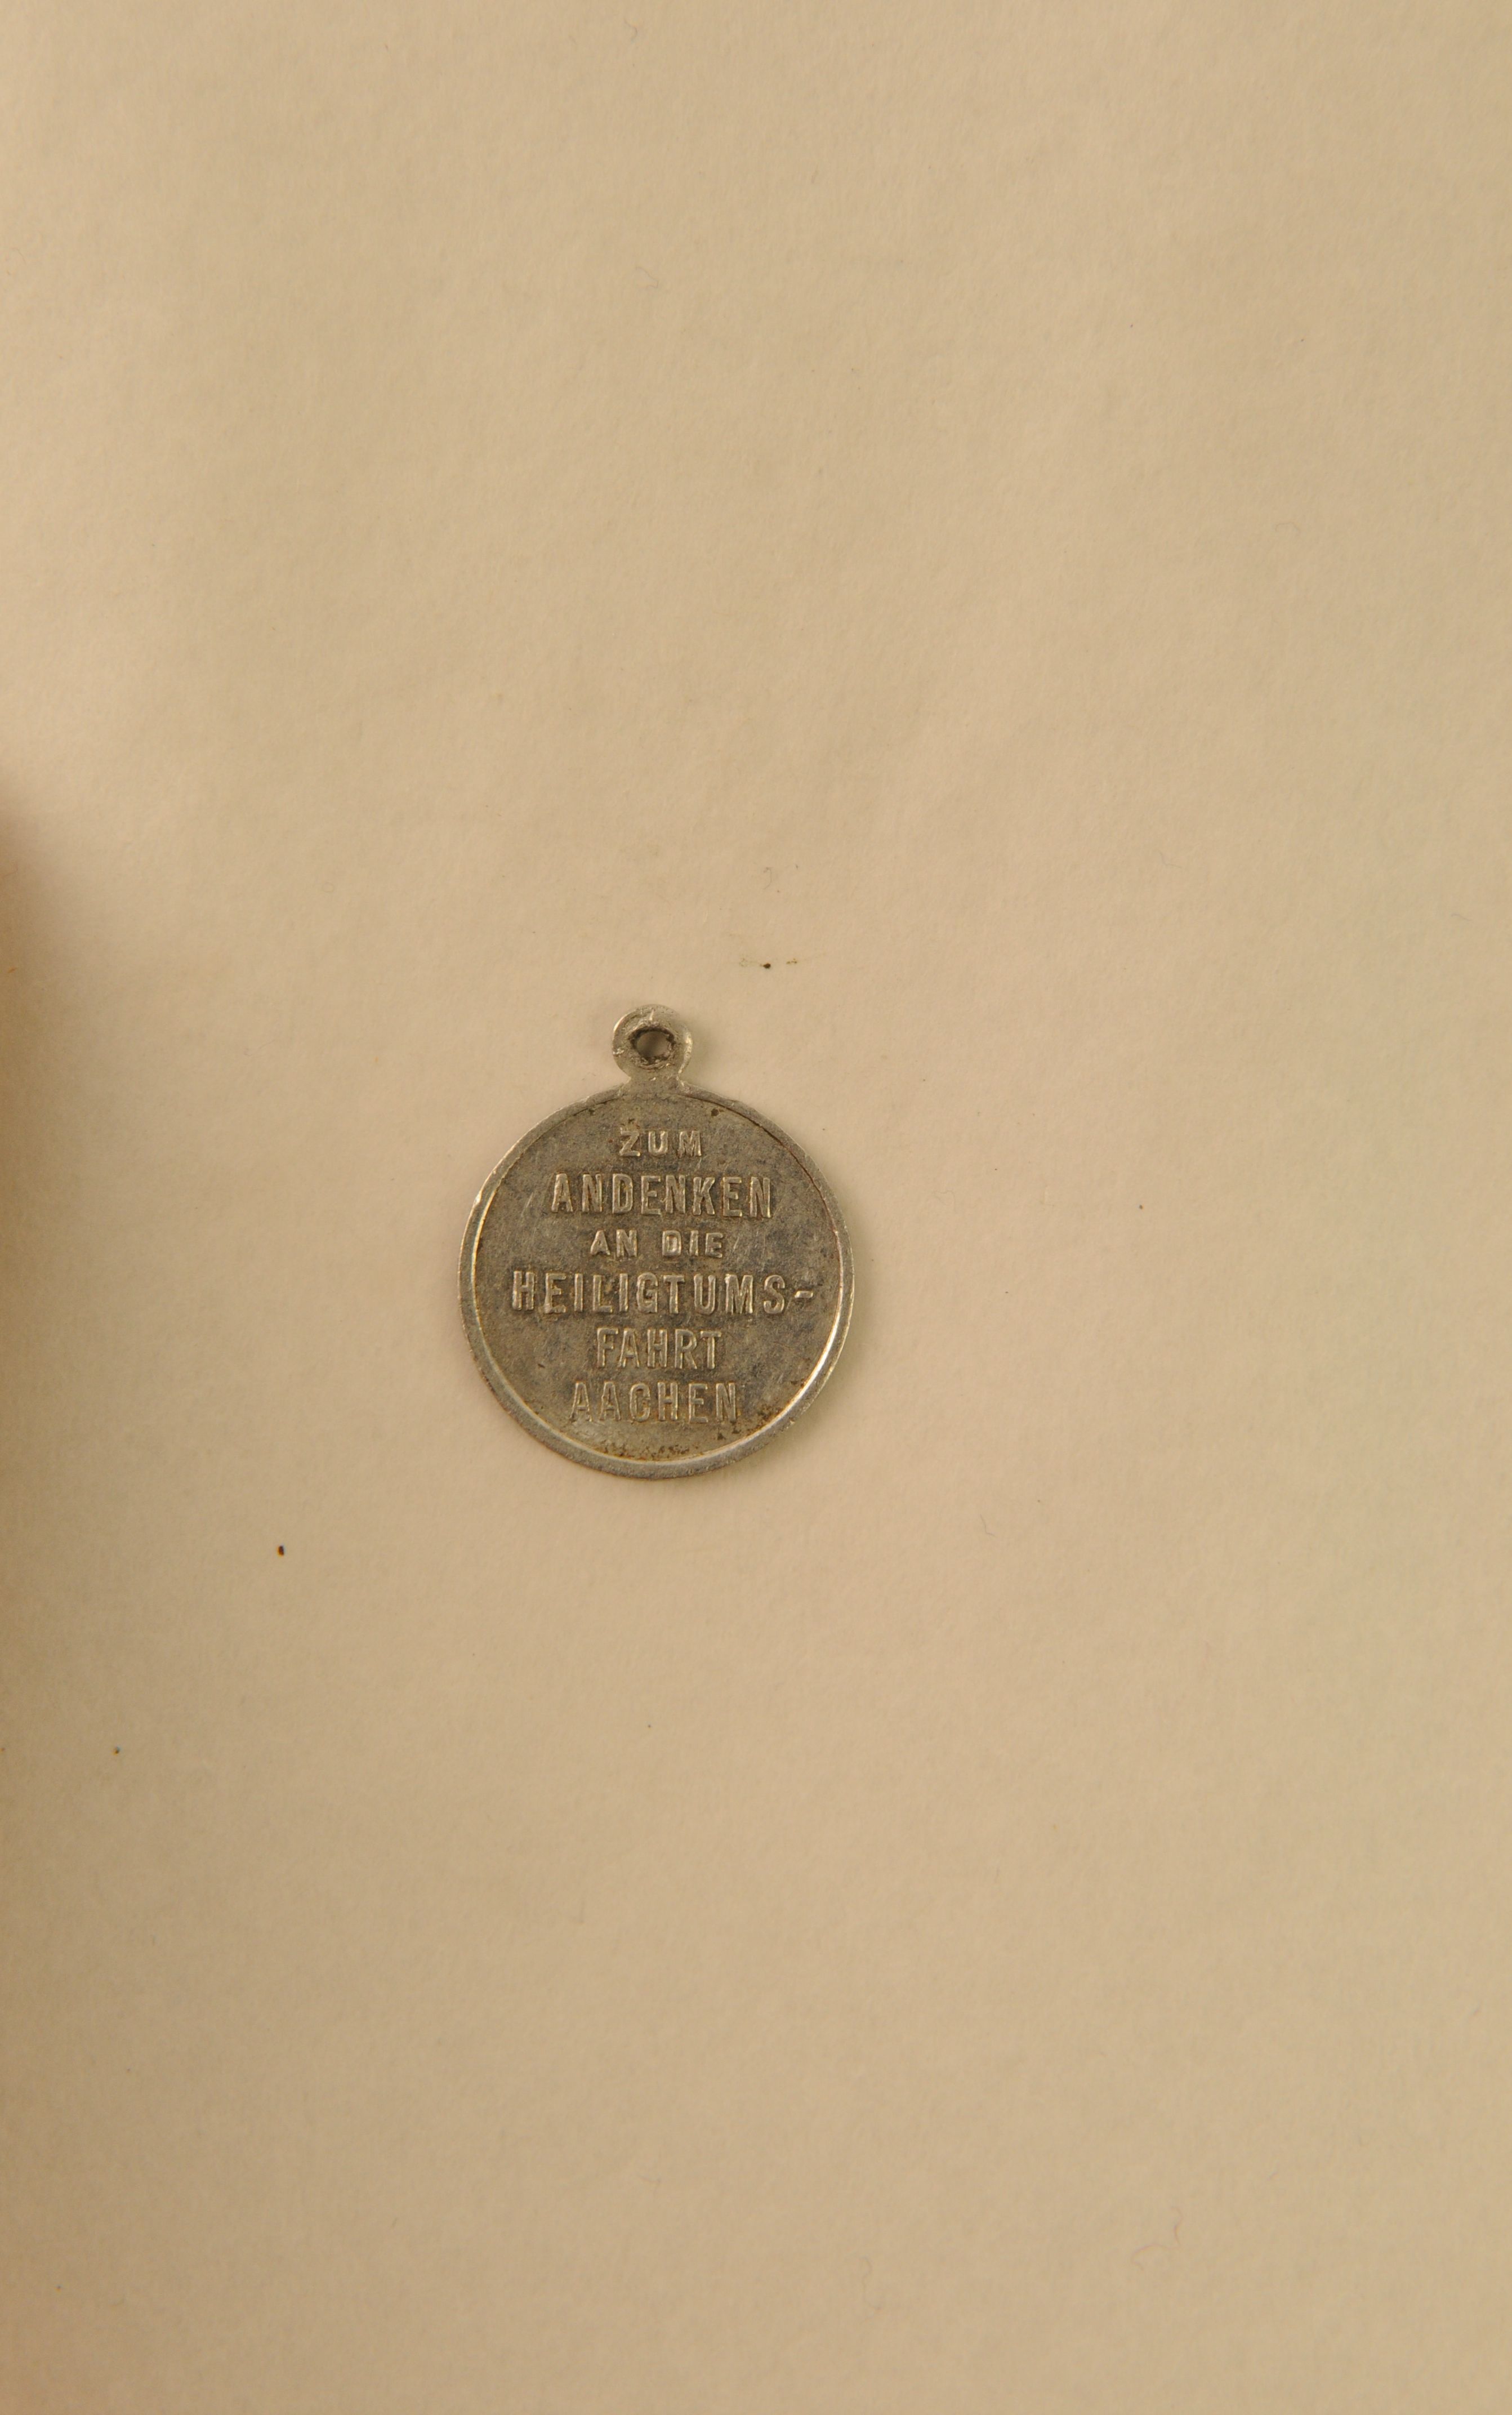 ZUM
ANDENKEN
AN DIE
HEILIGTUMS-
FAHRT
AACHEN